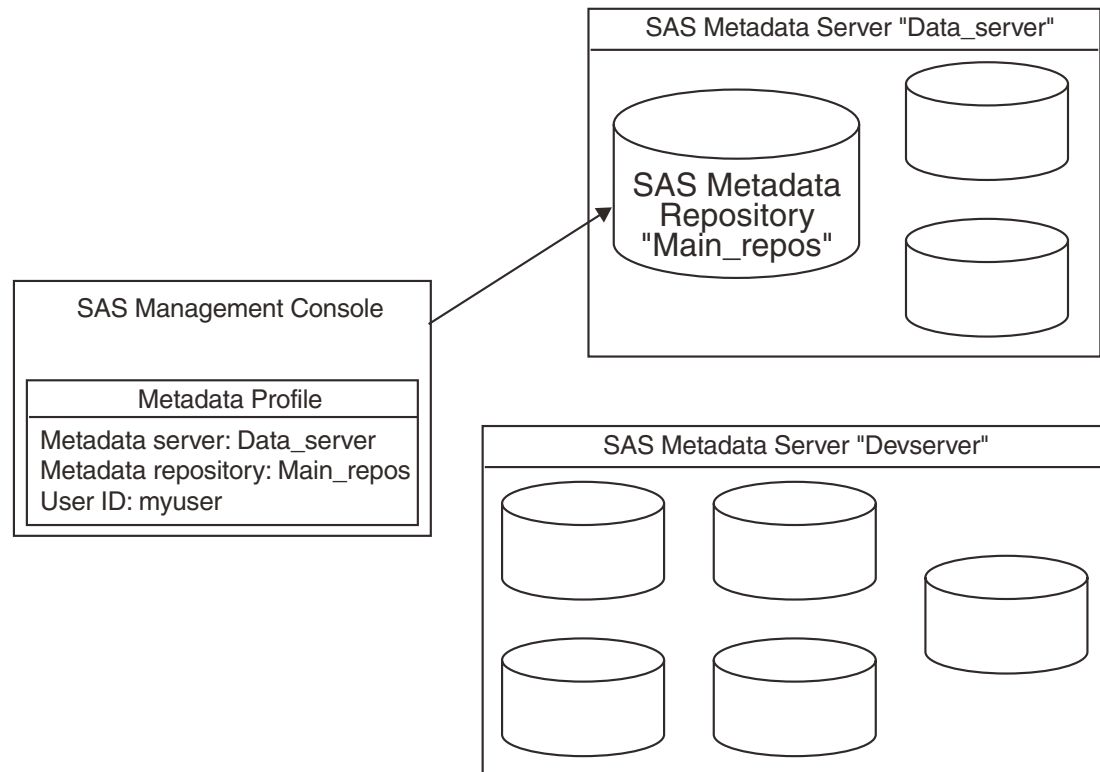 SAS Metadata Server "Data_server"
SAS Metadata
Repository
"Main_repos"
SAS Management Console
Metadata Profile
Metadata server: Data_server
Metadata repository: Main_repos
User ID: myuser
SAS Metadata Server "Devserver"